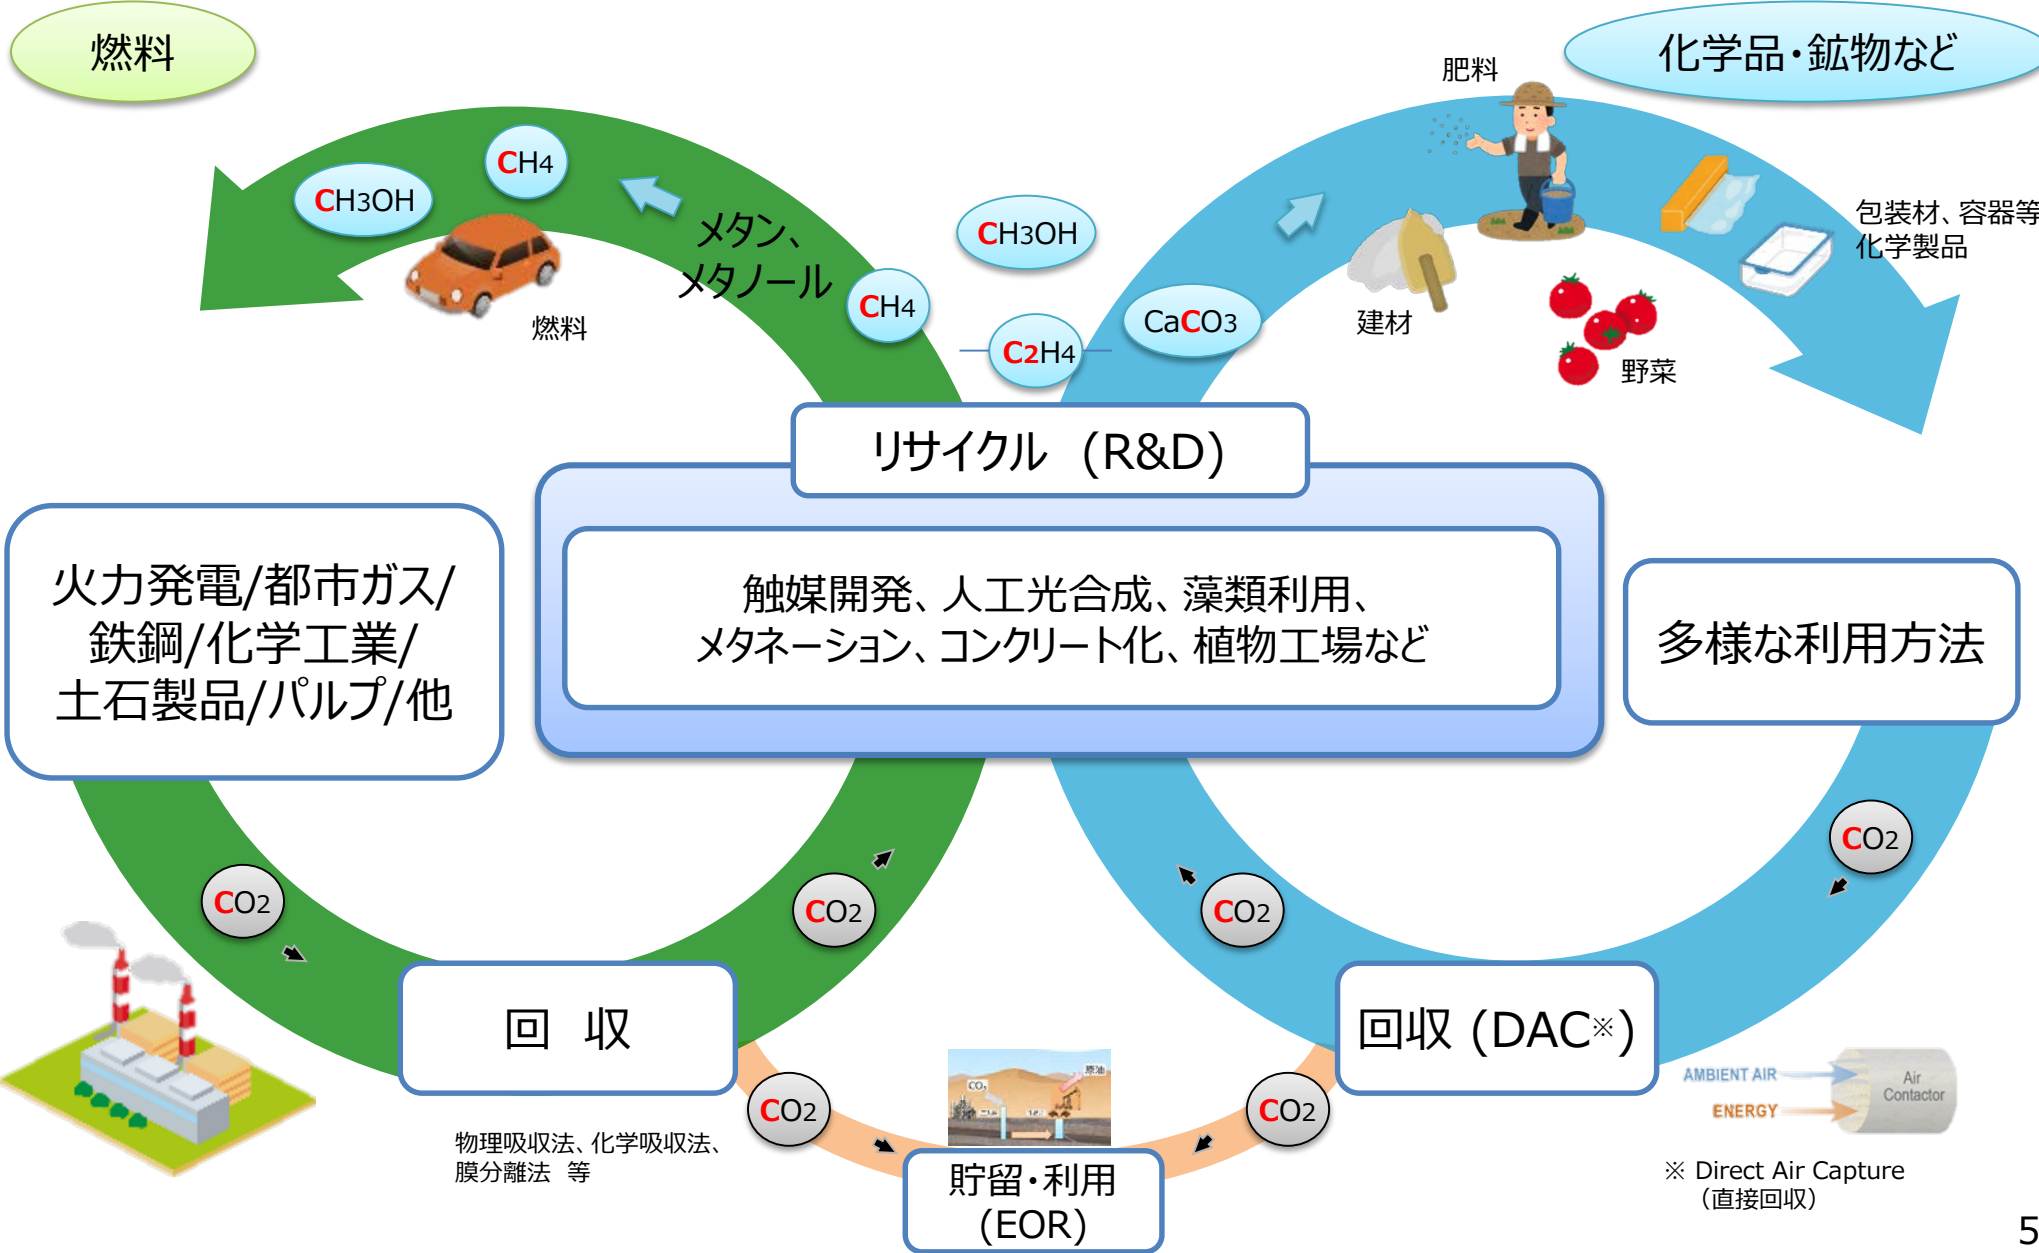 燃料
化学品・鉱物など
肥料
CH4
CH3OH
メタン、
メタノール
CH3OH
包装材、容器等
化学製品
CH4
CaCO3
建材
燃料
C2H4
野菜
リサイクル (R&D)
火力発電/都市ガス/
鉄鋼/化学工業/
土石製品/パルプ/他
触媒開発、人工光合成、藻類利用、
メタネーション、コンクリート化、植物工場など
多様な利用方法
CO2
CO2
CO2
CO2
回 収
回収 (DAC※)
CO2
原油
CO2
CO2
AMBIENT AIR
ENERGY
Air
Contactor
物理吸収法、化学吸収法、
膜分離法 等
貯留・利用
(EOR)
※ Direct Air Capture
(直接回収)
5